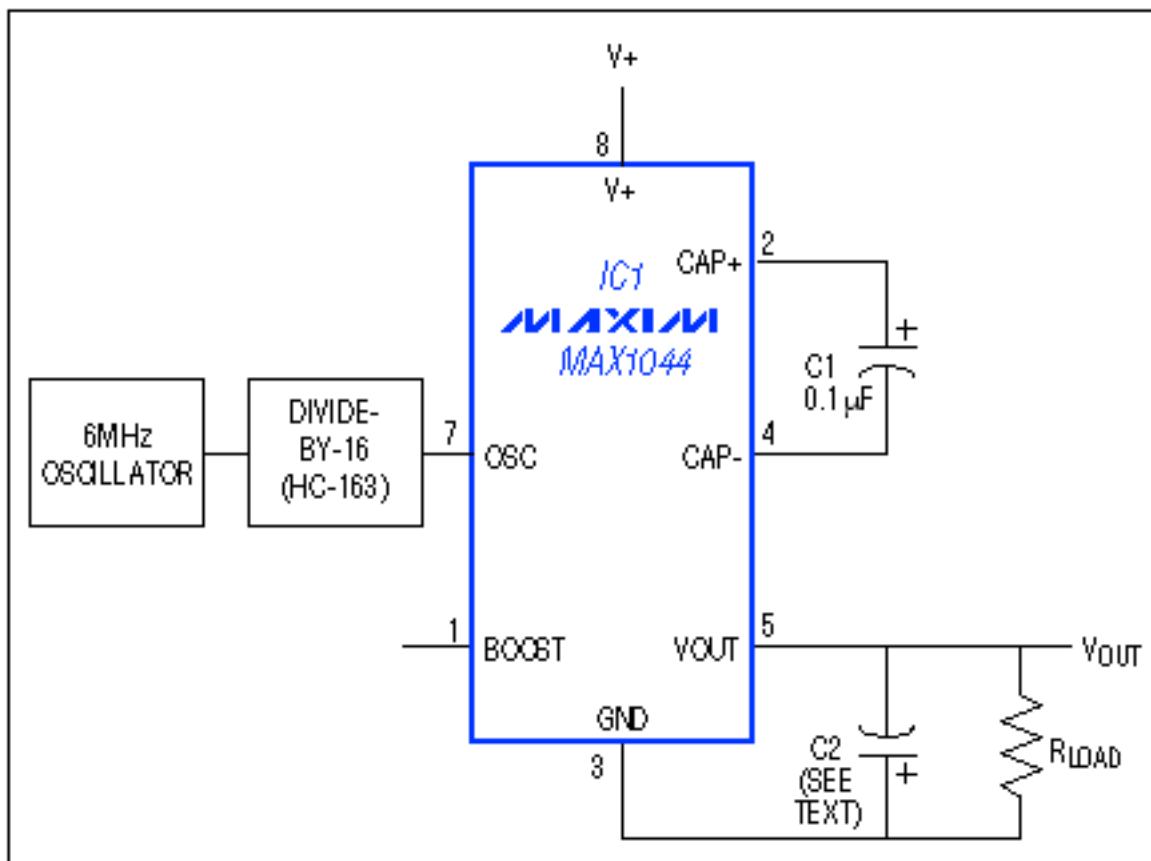 V+
8
V+
2
CAP+
IC1
MAXIM
MAX1044
+
C1
0.1 µF
6MHz
OSCILLATOR
DIVIDE-
BY-16
(HC-163)
7
OSC
4
CAP-
1
BOOST
VOUT
5
VOUT
GND
3
C2
(SEE
TEXT)
+
RLOAD